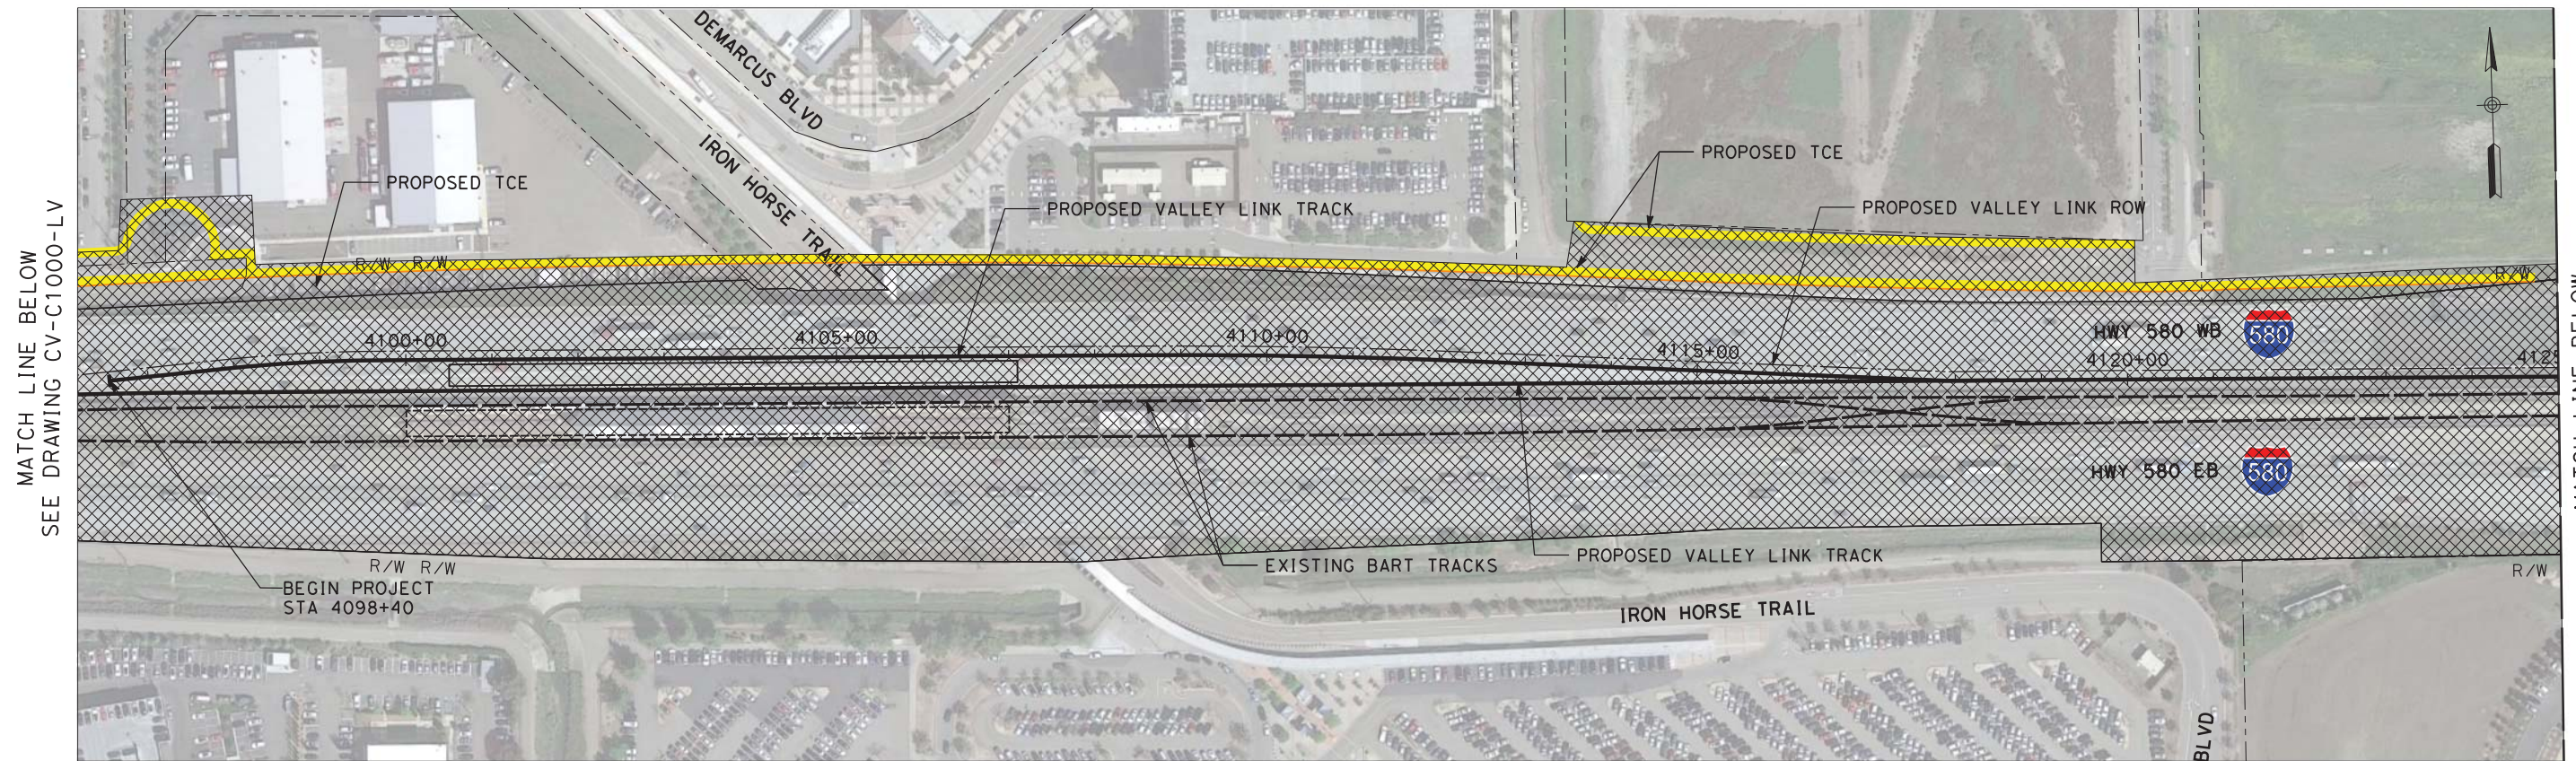 MATCH LINE BELOW
SEE DRAWING CV-C1000-LV
DEMARCUS BLVD
IRON HORSE TRAIL
PROPOSED TCE
PROPOSED TCE
PROPOSED VALLEY LINK TRACK
PROPOSED VALLEY LINK ROW
R/W R/W
R/W
4100+00
4105+00
4110+00
4115+00
4120+00
HWY 580 WB
580
HWY 580 EB
580
EXISTING BART TRACKS
PROPOSED VALLEY LINK TRACK
R/W R/W
R/W
BEGIN PROJECT
STA 4098+40
IRON HORSE TRAIL
BLVD